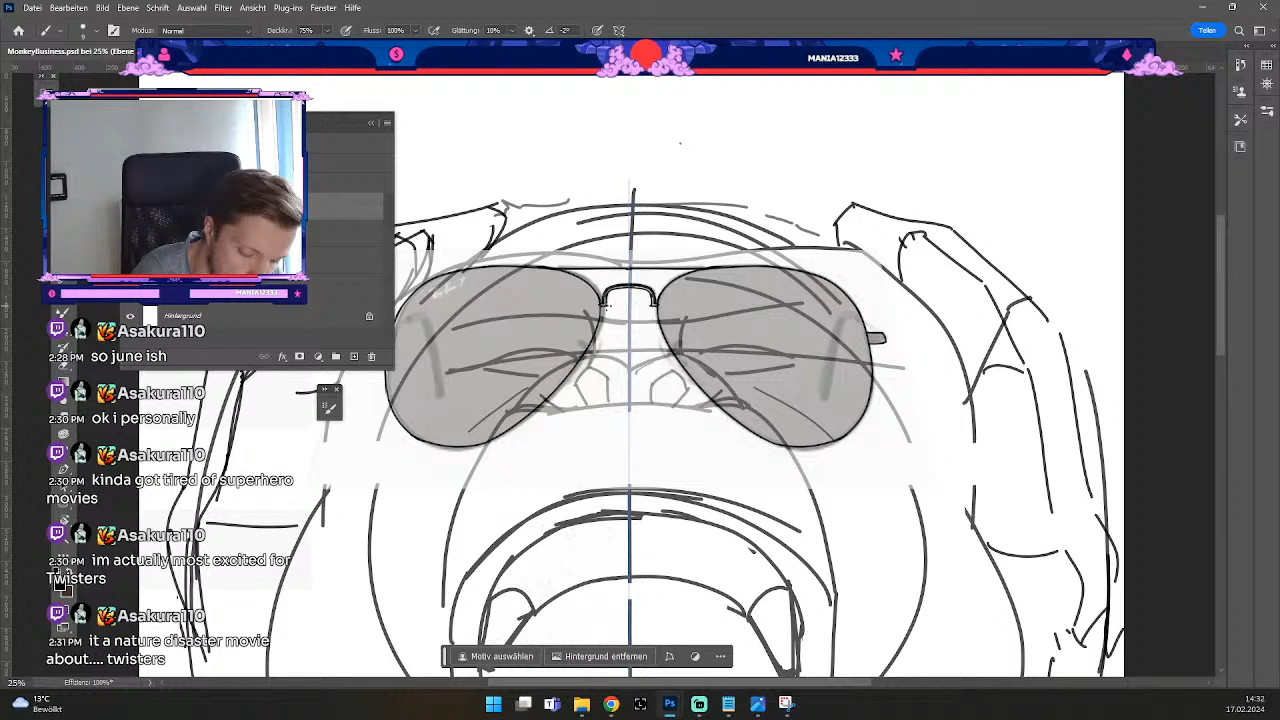 Datei Bearbeiten Bild Ebene Schrift Auswahl Filter Ansicht Plug-ins Fenster Hilfe
Modus: Normal Deckkr.: 75% Fluss: 100% Glättung: 10% -29°
Teilen
MonkeyBusiness.psd bei 25% (Ebene
MANIA12333
MANIA12333
Hintergrund
Asakura110
2:28 PM so june ish
Asakura110
2:30 PM ok i personally
Asakura110
2:30 PM kinda got tired of superhero
movies
Asakura110
2:30 PM im actually most excited for
Twisters
Asakura110
2:31 PM it a nature disaster movie
about.... twisters
Motiv auswählen Hintergrund entfernen
25% Effizienz: 100%*
13°C
Bewölkt
14:32
17.02.2024